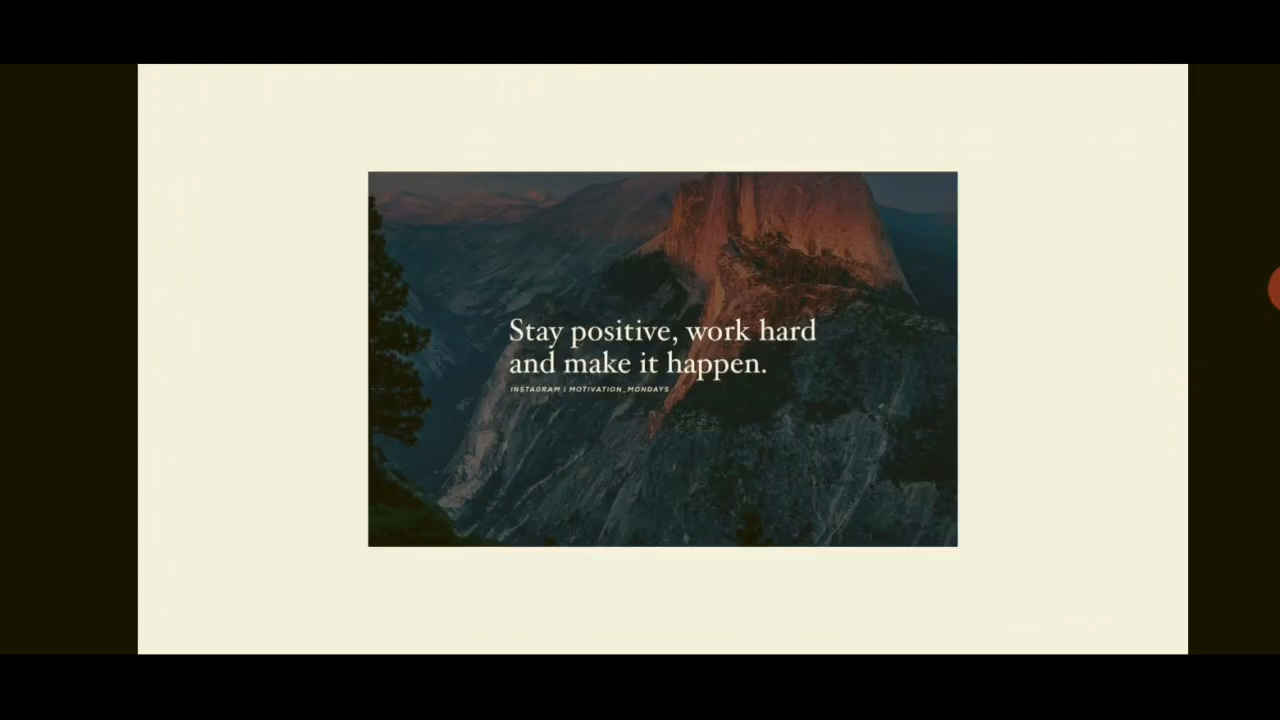 Stay positive, work hard
and make it happen.
INSTAGRAM | MOTIVATION_MONDAYS